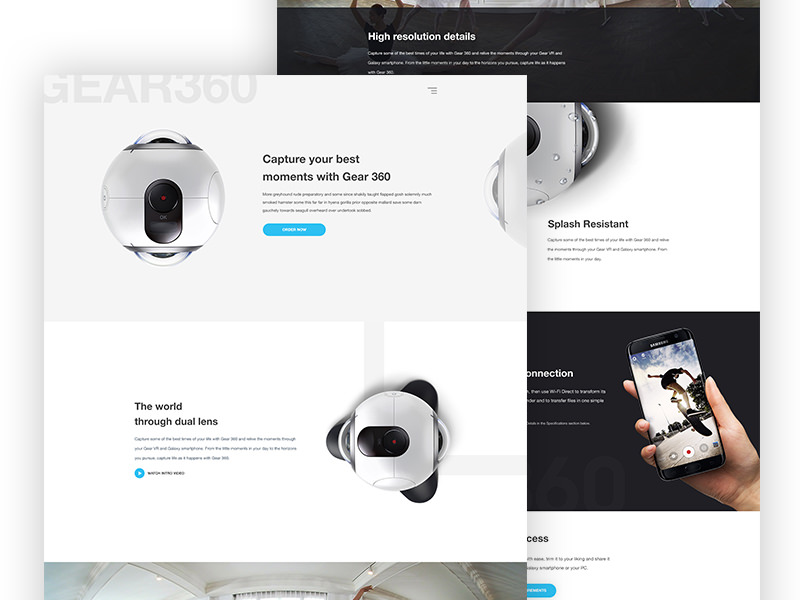 High resolution details
Capture some of the best times of your life with Gear 360 and relive the moments through your Gear VR and
Galaxy smartphone. From the little moments in your day to the horizons you pursue, capture life as it happens
with Gear 360.
GEAR360
Capture your best
moments with Gear 360
More greyhound rude preparatory and some since shakily taught flapped gosh solemnly much
smoked hamster some this far far in hyena gorilla prior opposite mallard save some darn
gauchely towards seagull overheard over undertook sobbed.
ORDER NOW
OK
Splash Resistant
Capture some of the best times of your life with Gear 360 and relive
the moments through your Gear VR and Galaxy smartphone. From
the little moments in your day.
The world
through dual lens
Capture some of the best times of your life with Gear 360 and relive the moments through
your Gear VR and Galaxy smartphone. From the little moments in your day to the horizons
you pursue, capture life as it happens with Gear 360.
WATCH INTRO VIDEO
onnection
, then use Wi-Fi Direct to transform its
nder and to transfer files in one simple
Details in the Specifications section below.
SAMSUNG
360
cess
with ease, trim it to your liking and share it
Galaxy smartphone or your PC.
REMENTS